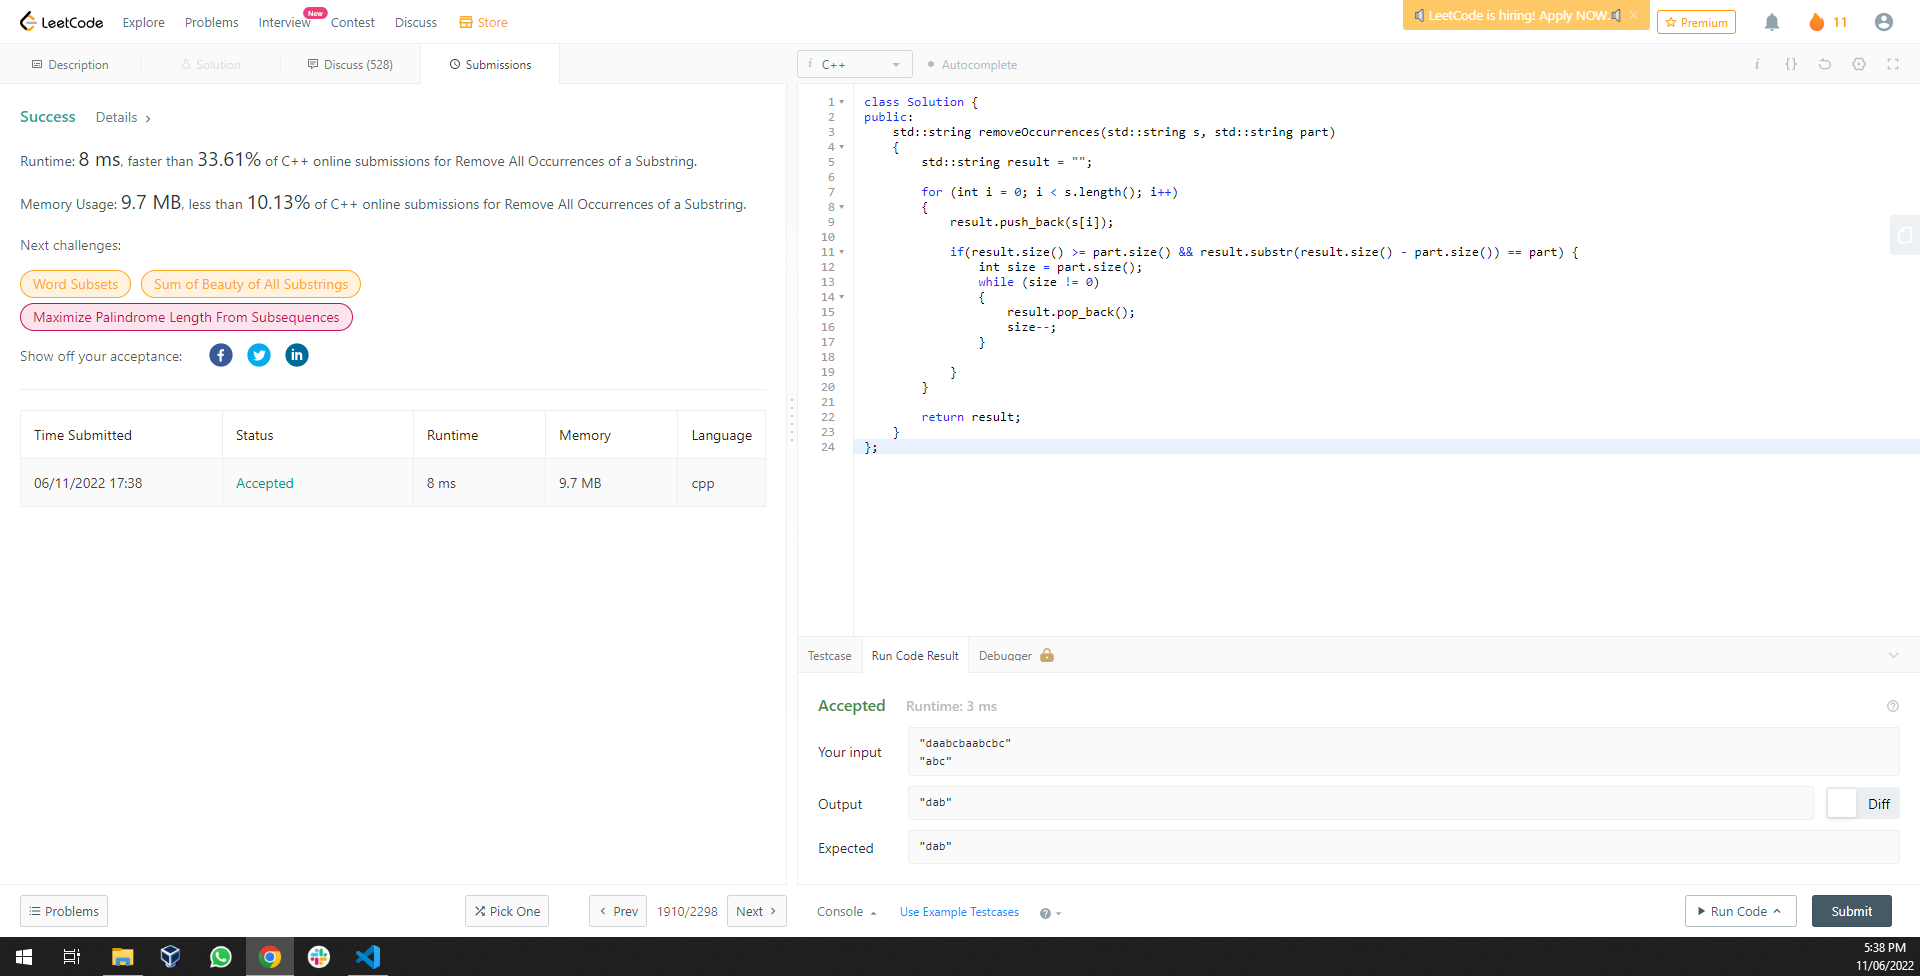 LeetCode
Explore
Problems
Interview
New
Contest
Discuss
Store
LeetCode is hiring! Apply NOW.
Premium
11
Description
Solution
Discuss (528)
Submissions
i C++
Autocomplete
Success Details
Runtime: 8 ms, faster than 33.61% of C++ online submissions for Remove All Occurrences of a Substring.
Memory Usage: 9.7 MB, less than 10.13% of C++ online submissions for Remove All Occurrences of a Substring.
Next challenges:
Word Subsets
Sum of Beauty of All Substrings
Maximize Palindrome Length From Subsequences
Show off your acceptance:
Time Submitted Status Runtime Memory Language
06/11/2022 17:38 Accepted 8 ms 9.7 MB cpp
1 class Solution {
2 public:
3     std::string removeOccurrences(std::string s, std::string part)
4     {
5         std::string result = "";
6
7         for (int i = 0; i < s.length(); i++)
8         {
9             result.push_back(s[i]);
10
11             if(result.size() >= part.size() && result.substr(result.size() - part.size()) == part) {
12                 int size = part.size();
13                 while (size != 0)
14                 {
15                     result.pop_back();
16                     size--;
17                 }
18
19             }
20         }
21
22         return result;
23     }
24 };
Testcase
Run Code Result
Debugger
Accepted Runtime: 3 ms
Your input
"daabcbaabcbc"
"abc"
Output
"dab"
Diff
Expected
"dab"
Problems
Pick One
Prev
1910/2298
Next
Console
Use Example Testcases
Run Code
Submit
5:38 PM
11/06/2022